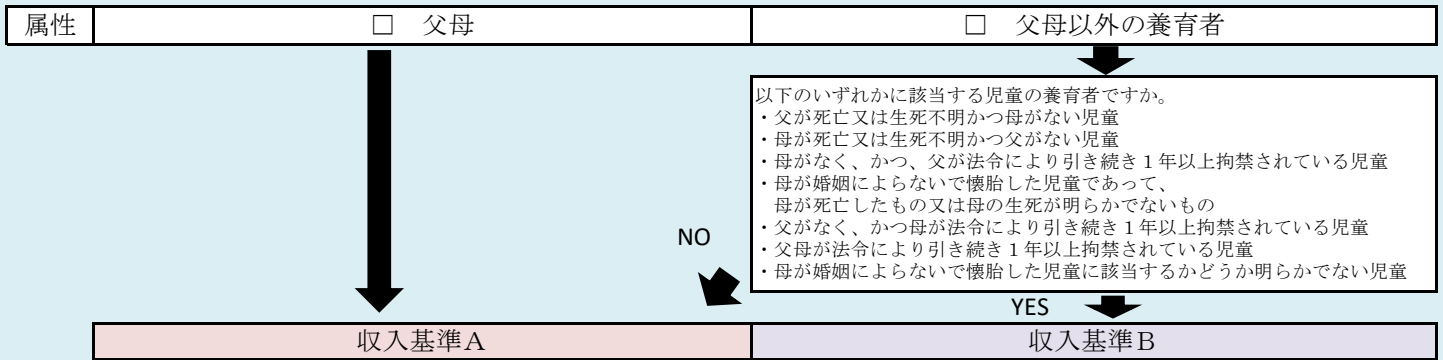 属性 □ 父母 □ 父母以外の養育者
以下のいずれかに該当する児童の養育者ですか。
・父が死亡又は生死不明かつ母がない児童
・母が死亡又は生死不明かつ父がない児童
・母がなく、かつ、父が法令により引き続き１年以上拘禁されている児童
・母が婚姻によらないで懐胎した児童であって、
母が死亡したもの又は母の生死が明らかでないもの
・父がなく、かつ母が法令により引き続き１年以上拘禁されている児童
・父母が法令により引き続き１年以上拘禁されている児童
・母が婚姻によらないで懐胎した児童に該当するかどうか明らかでない児童
NO
YES
収入基準Ａ 収入基準Ｂ